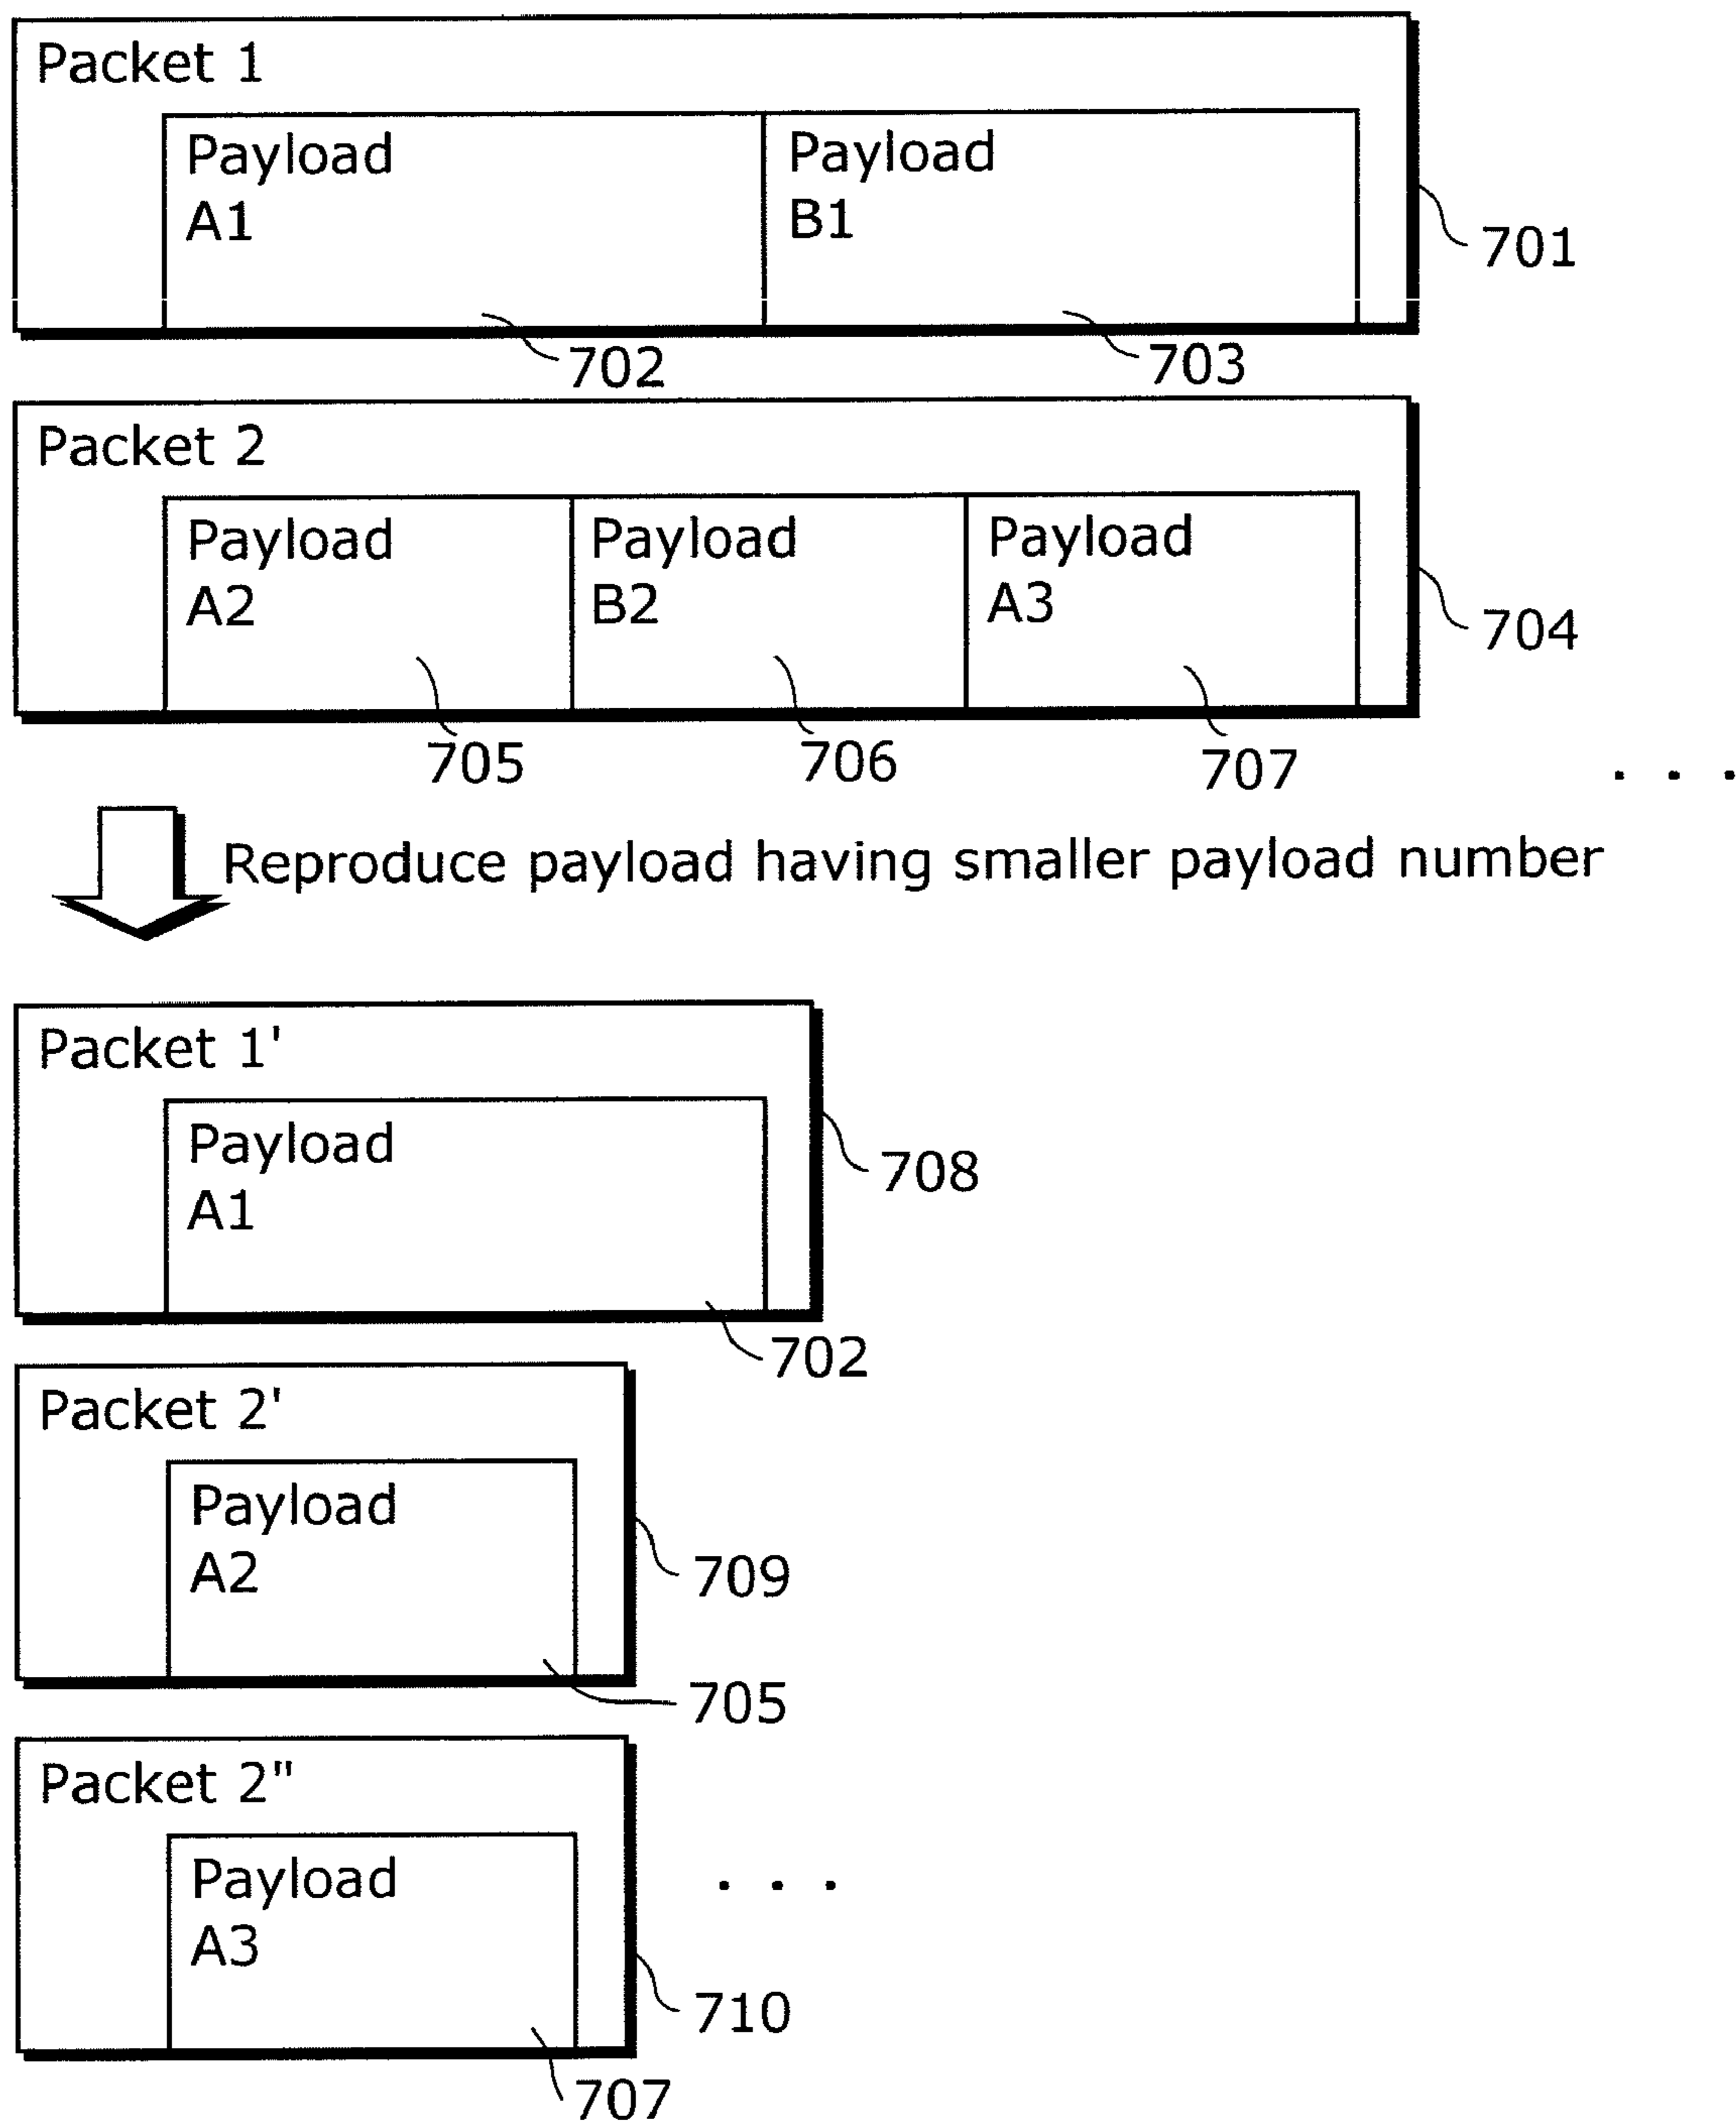 Packet 1
Payload Payload
A1 B1
701
702 703
Packet 2
Payload Payload Payload
A2 B2 A3
704
705 706 707
. . .
Reproduce payload having smaller payload number
Packet 1'
Payload
A1
708
702
Packet 2'
Payload
A2
709
705
Packet 2"
Payload
A3
. . .
710
707